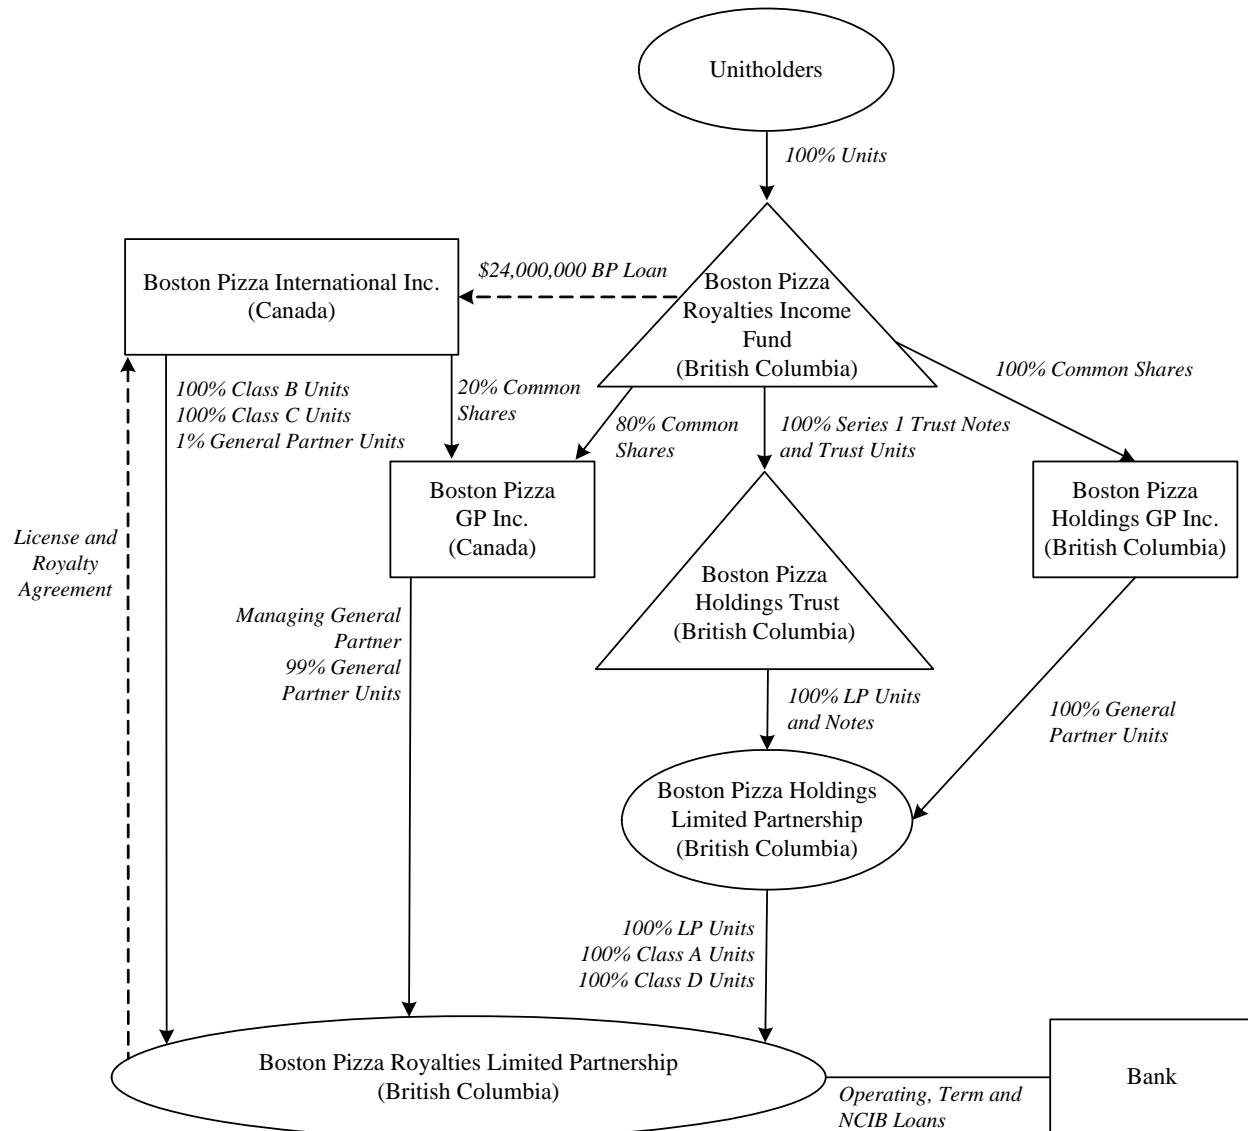 Unitholders
100% Units
Boston Pizza International Inc.
(Canada)
$24,000,000 BP Loan
Boston Pizza
Royalties Income
Fund
(British Columbia)
100% Class B Units
100% Class C Units
1% General Partner Units
20% Common
Shares
80% Common
Shares
100% Series 1 Trust Notes
and Trust Units
100% Common Shares
Boston Pizza
GP Inc.
(Canada)
Boston Pizza
Holdings GP Inc.
(British Columbia)
License and
Royalty
Agreement
Boston Pizza
Holdings Trust
(British Columbia)
Managing General
Partner
99% General
Partner Units
100% LP Units
and Notes
100% General
Partner Units
Boston Pizza Holdings
Limited Partnership
(British Columbia)
100% LP Units
100% Class A Units
100% Class D Units
Boston Pizza Royalties Limited Partnership
(British Columbia)
Operating, Term and
NCIB Loans
Bank